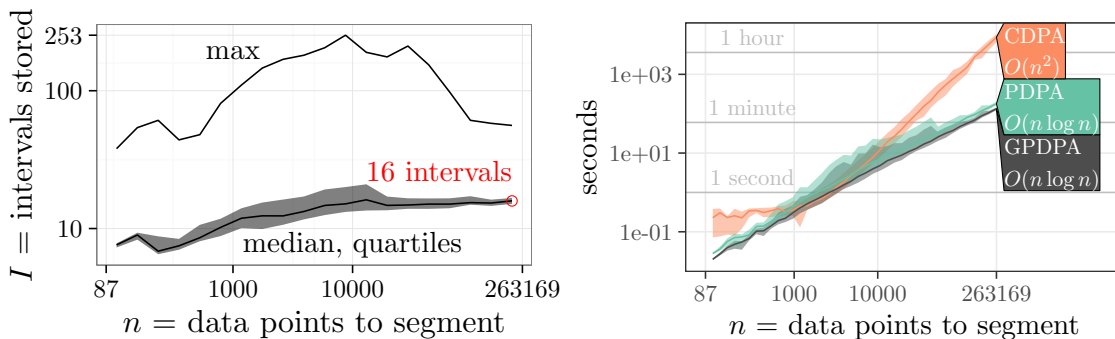 I = intervals stored
253
100
10
max
16 intervals
median, quartiles
87
1000
10000
263169
n = data points to segment
seconds
1e+03
1e+01
1e-01
1 hour
1 minute
1 second
CDPA
O(n²)
PDPA
O(n log n)
GPDPA
O(n log n)
87
1000
10000
263169
n = data points to segment